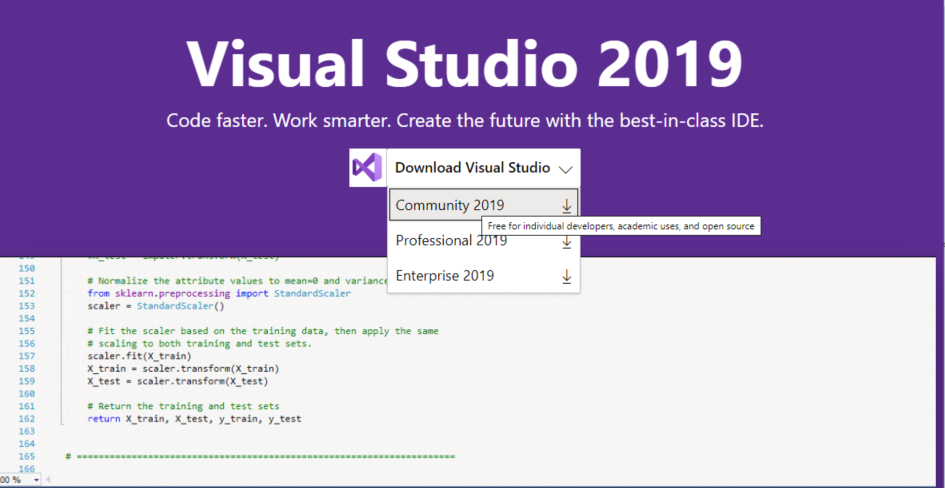 Visual Studio 2019
Code faster. Work smarter. Create the future with the best-in-class IDE.
Download Visual Studio
Community 2019
Free for individual developers, academic uses, and open source
Professional 2019
Enterprise 2019
150
151 # Normalize the attribute values to mean=0 and variance
152 from sklearn.preprocessing import StandardScaler
153 scaler = StandardScaler()
154
155 # Fit the scaler based on the training data, then apply the same
156 # scaling to both training and test sets.
157 scaler.fit(X_train)
158 X_train = scaler.transform(X_train)
159 X_test = scaler.transform(X_test)
160
161 # Return the training and test sets
162 return X_train, X_test, y_train, y_test
163
164
165 # ======================================================================
166
00 %